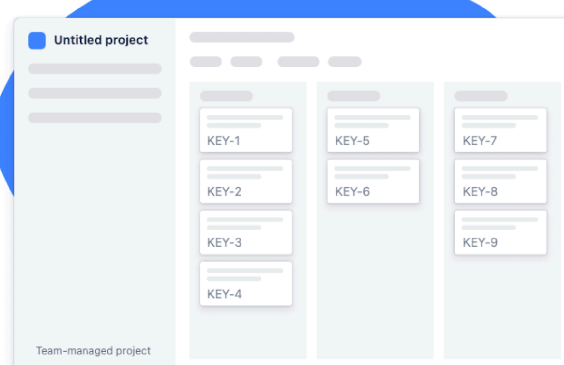 Untitled project
KEY-1
KEY-2
KEY-3
KEY-4
KEY-5
KEY-6
KEY-7
KEY-8
KEY-9
Team-managed project